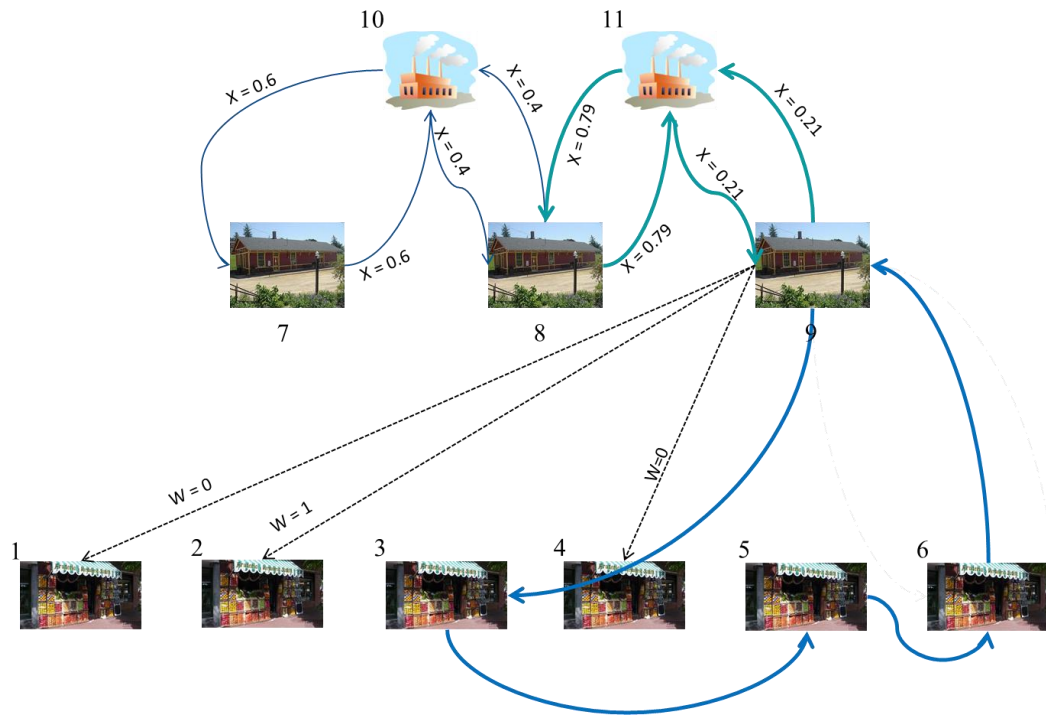 10
11
X = 0.6
X = 0.4
X = 0.4
X = 0.79
X = 0.21
X = 0.21
X = 0.6
X = 0.79
7
8
9
W = 0
W = 1
W=0
1
2
3
4
5
6